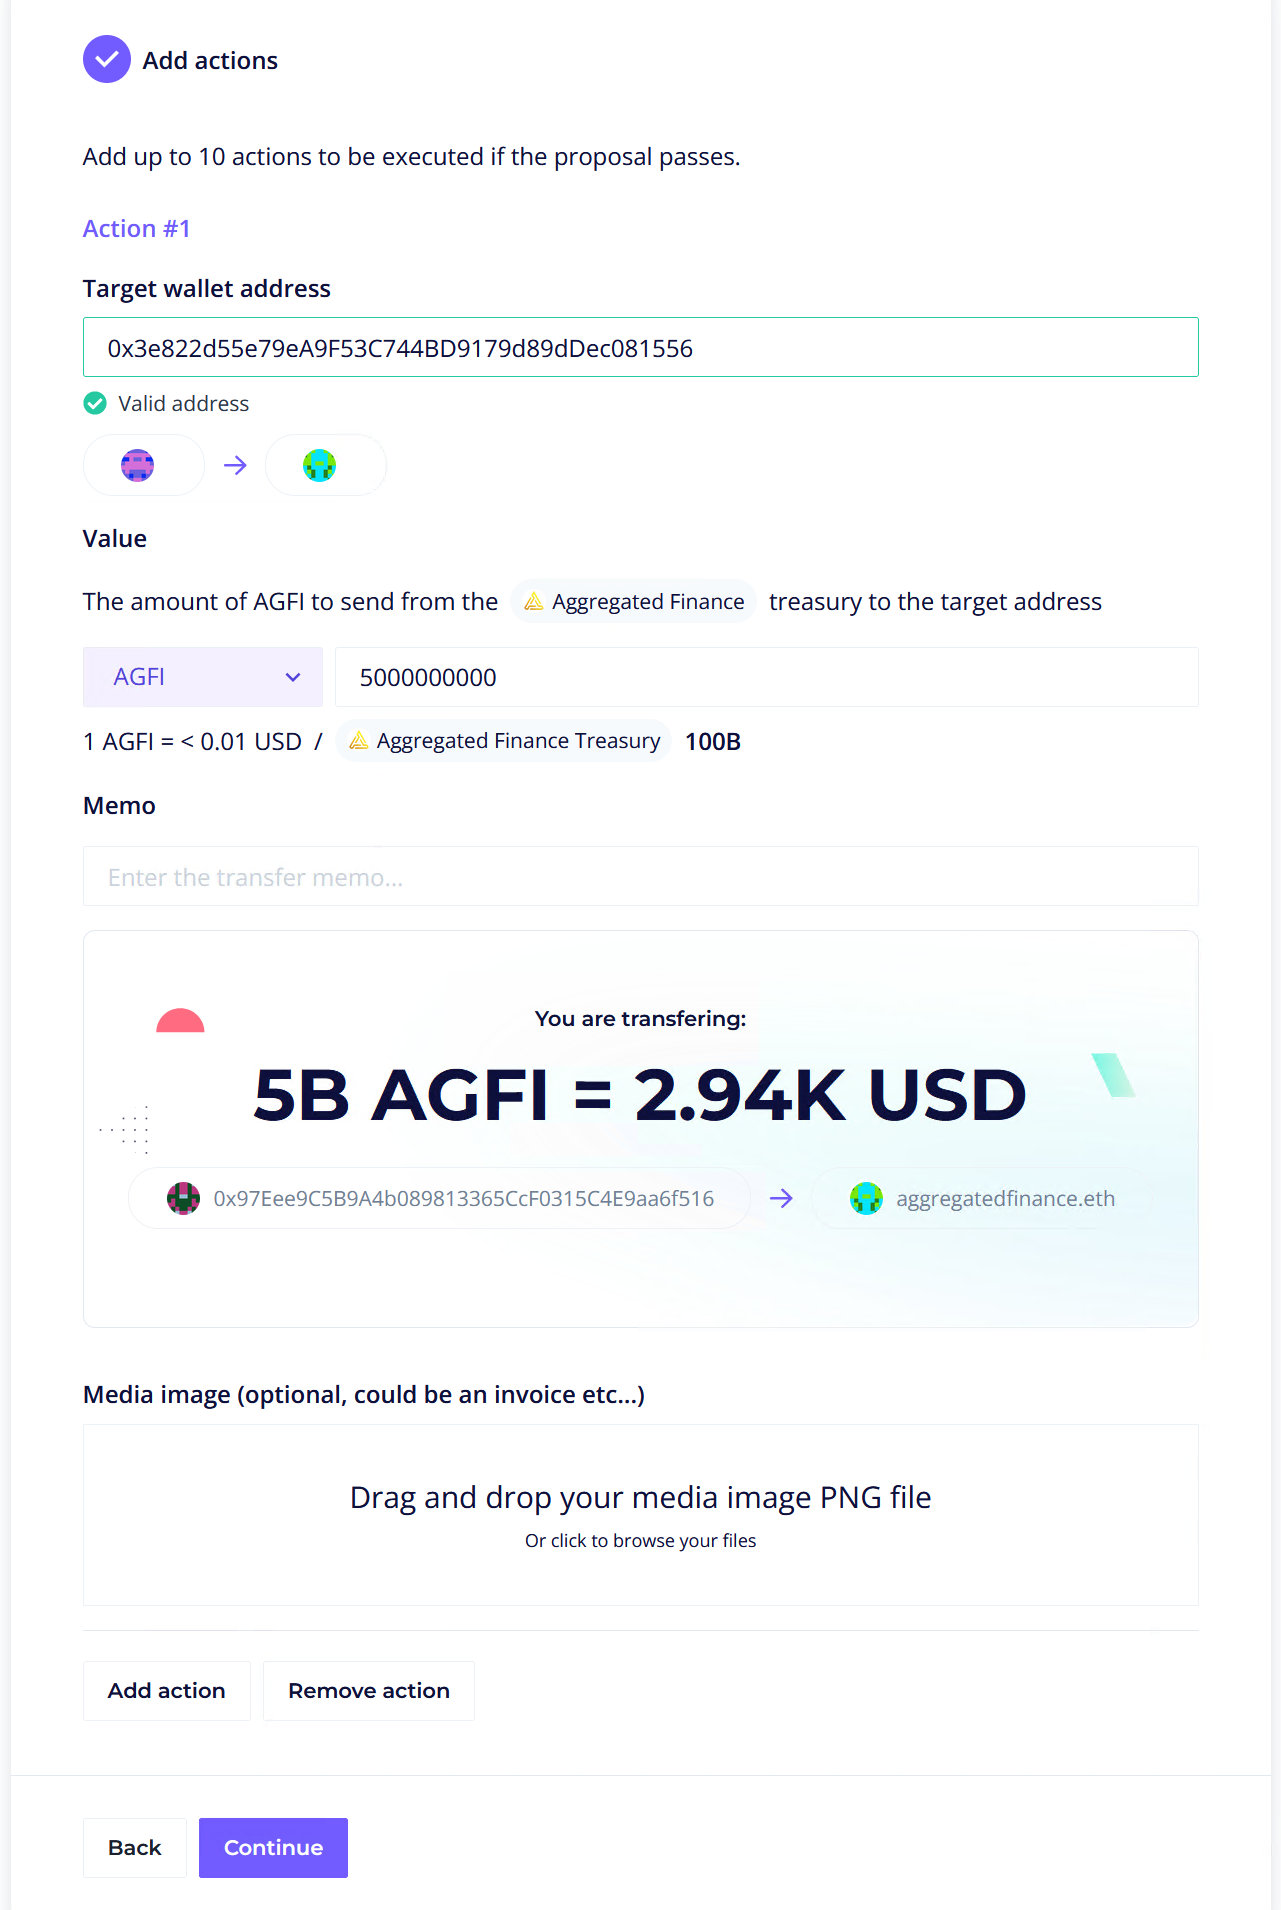 Add actions
Add up to 10 actions to be executed if the proposal passes.
Action #1
Target wallet address
0x3e822d55e79eA9F53C744BD9179d89dDec081556
Valid address
Value
The amount of AGFI to send from the Aggregated Finance treasury to the target address
AGFI 5000000000
1 AGFI = < 0.01 USD / Aggregated Finance Treasury 100B
Memo
Enter the transfer memo...
You are transfering:
5B AGFI = 2.94K USD
0x97Eee9C5B9A4b089813365CcF0315C4E9aa6f516 aggregatedfinance.eth
Media image (optional, could be an invoice etc...)
Drag and drop your media image PNG file
Or click to browse your files
Add action Remove action
Back Continue